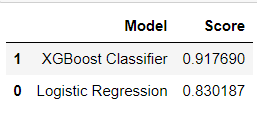 Model Score
1 XGBoost Classifier 0.917690
0 Logistic Regression 0.830187